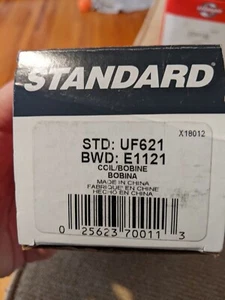 STANDARD®
X18012
STD: UF621
BWD: E1121
COIL/BOBINE
BOBINA
MADE IN CHINA
FABRIQUE EN CHINE
HECHO EN CHINA
0 25623 70011 3